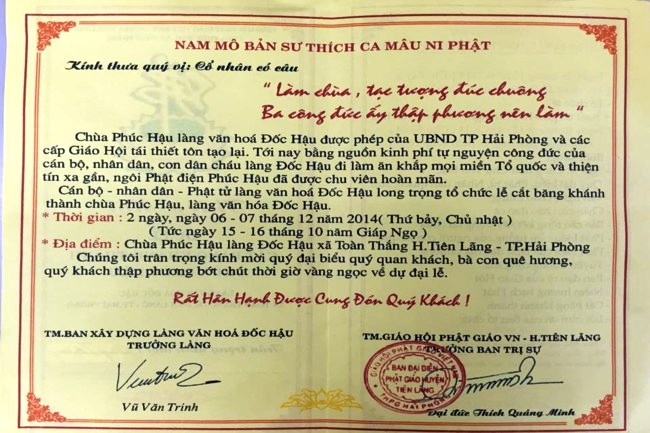 NAM MÔ BẢN SƯ THÍCH CA MÂU NI PHẬT
Kính thưa quý vị: Cổ nhân có câu
" Làm chùa , tạc tượng đúc chuông
Ba công đức ấy thập phương nên làm "
Chùa Phúc Hậu làng văn hoá Đốc Hậu được phép của UBND TP Hải Phòng và các
cấp Giáo Hội tái thiết tôn tạo lại. Tới nay bằng nguồn kinh phí tự nguyện công đức của
cán bộ, nhân dân, con dân cháu làng Đốc Hậu đi làm ăn khắp mọi miền Tổ quốc và thiện
tín xa gần, ngôi Phật điện Phúc Hậu đã được chu viên hoàn mãn.
Cán bộ - nhân dân - Phật tử làng văn hoá Đốc Hậu long trọng tổ chức lễ cắt băng khánh
thành chùa Phúc Hậu, làng văn hóa Đốc Hậu.
* Thời gian : 2 ngày, ngày 06 - 07 tháng 12 năm 2014( Thứ bảy, Chủ nhật )
( Tức ngày 15 - 16 tháng 10 năm Giáp Ngọ )
* Địa điểm : Chùa Phúc Hậu làng Đốc Hậu xã Toàn Thắng H.Tiên Lãng - TP.Hải Phòng
Chúng tôi trân trọng kính mời quý đại biểu quý quan khách, bà con quê hương,
quý khách thập phương bớt chút thời giờ vàng ngọc về dự đại lễ.
Rất Hân Hạnh Được Cung Đón Quý Khách !
TM.BAN XÂY DỰNG LÀNG VĂN HOÁ ĐỐC HẬU
TRƯỞNG LÀNG
Vũ Văn Trinh
TM.GIÁO HỘI PHẬT GIÁO VN - H.TIÊN LÃNG
TRƯỞNG BAN TRỊ SỰ
BAN ĐẠI DIỆN
PHẬT GIÁO HUYỆN
TIÊN LÃNG
T.HPG HẢI PHÒNG
Đại đức Thích Quảng Minh